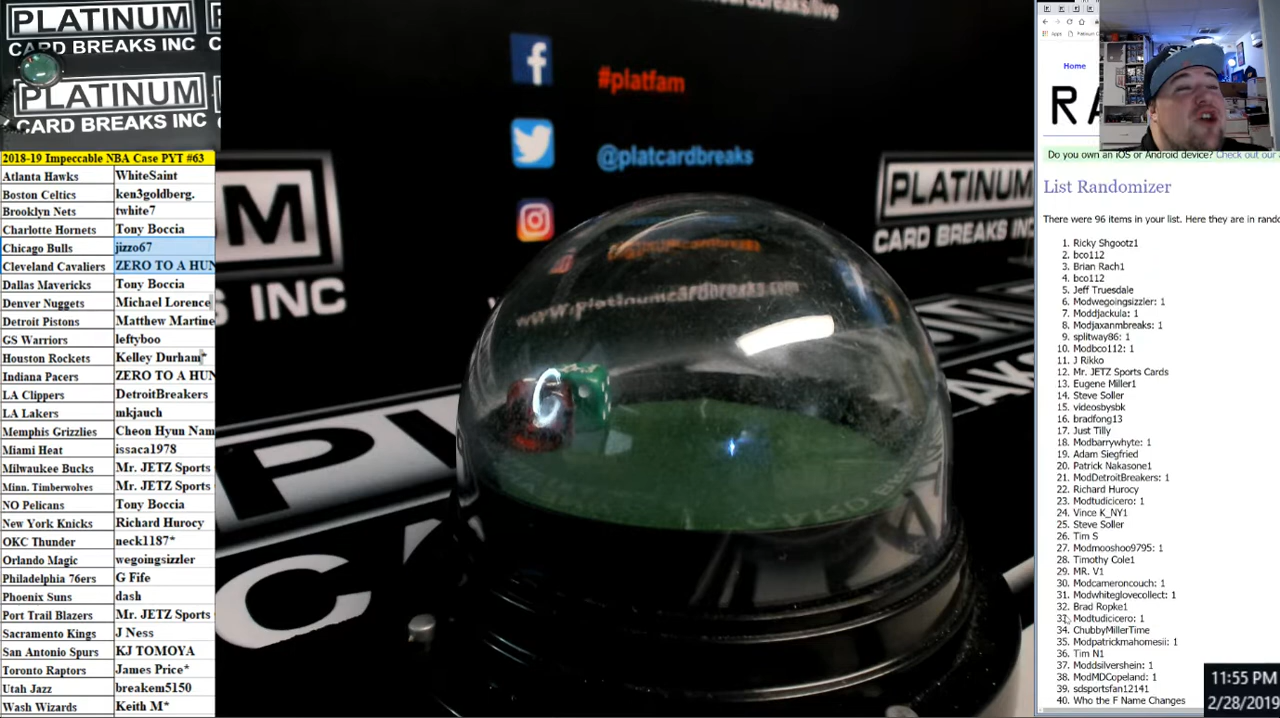 PLATINUM
CARD BREAKS INC
PLATINUM
CARD BREAKS INC
2018-19 Impeccable NBA Case PYT #63
Atlanta Hawks WhiteSaint
Boston Celtics ken3goldberg.
Brooklyn Nets twhite7
Charlotte Hornets Tony Boccia
Chicago Bulls jizzo67
Cleveland Cavaliers ZERO TO A HUN
Dallas Mavericks Tony Boccia
Denver Nuggets Michael Lorence
Detroit Pistons Matthew Martine
GS Warriors leftyboo
Houston Rockets Kelley Durham*
Indiana Pacers ZERO TO A HUN
LA Clippers DetroitBreakers
LA Lakers mkjauch
Memphis Grizzlies Cheon Hyun Nam
Miami Heat issaca1978
Milwaukee Bucks Mr. JETZ Sports
Minn. Timberwolves Mr. JETZ Sports
NO Pelicans Tony Boccia
New York Knicks Richard Hurocy
OKC Thunder neck1187*
Orlando Magic wegoingsizzler
Philadelphia 76ers G Fife
Phoenix Suns dash
Port Trail Blazers Mr. JETZ Sports
Sacramento Kings J Ness
San Antonio Spurs KJ TOMOYA
Toronto Raptors James Price*
Utah Jazz breakem5150
Wash Wizards Keith M*
#platfam
@platcardbreaks
PLATINUM
CARD BREAKS INC
www.platinumcardbreaks.com
Apps
Home
RA
Do you own an iOS or Android device? Check out our
List Randomizer
There were 96 items in your list. Here they are in rando
1. Ricky Shgootz1
2. bco112
3. Brian Rach1
4. bco112
5. Jeff Truesdale
6. Modwegoingsizzler: 1
7. Moddjackula: 1
8. Modjaxanmbreaks: 1
9. splitway86: 1
10. Modbco112: 1
11. J Rikko
12. Mr. JETZ Sports Cards
13. Eugene Miller1
14. Steve Soller
15. videosbysbk
16. bradfong13
17. Just Tilly
18. Modbarrywhyte: 1
19. Adam Siegfried
20. Patrick Nakasone1
21. ModDetroitBreakers: 1
22. Richard Hurocy
23. Modtudicicero: 1
24. Vince K_NY1
25. Steve Soller
26. Tim S
27. Modmooshoo9795: 1
28. Timothy Cole1
29. MR. V1
30. Modcameroncouch: 1
31. Modwhiteglovecollect: 1
32. Brad Ropke1
33. Modtudicicero: 1
34. ChubbyMillerTime
35. Modpatrickmahomesii: 1
36. Tim N1
37. Moddsilvershein: 1
38. ModMDCopeland: 1
39. sdsportsfan12141
40. Who the F Name Changes
11:55 PM
2/28/2019